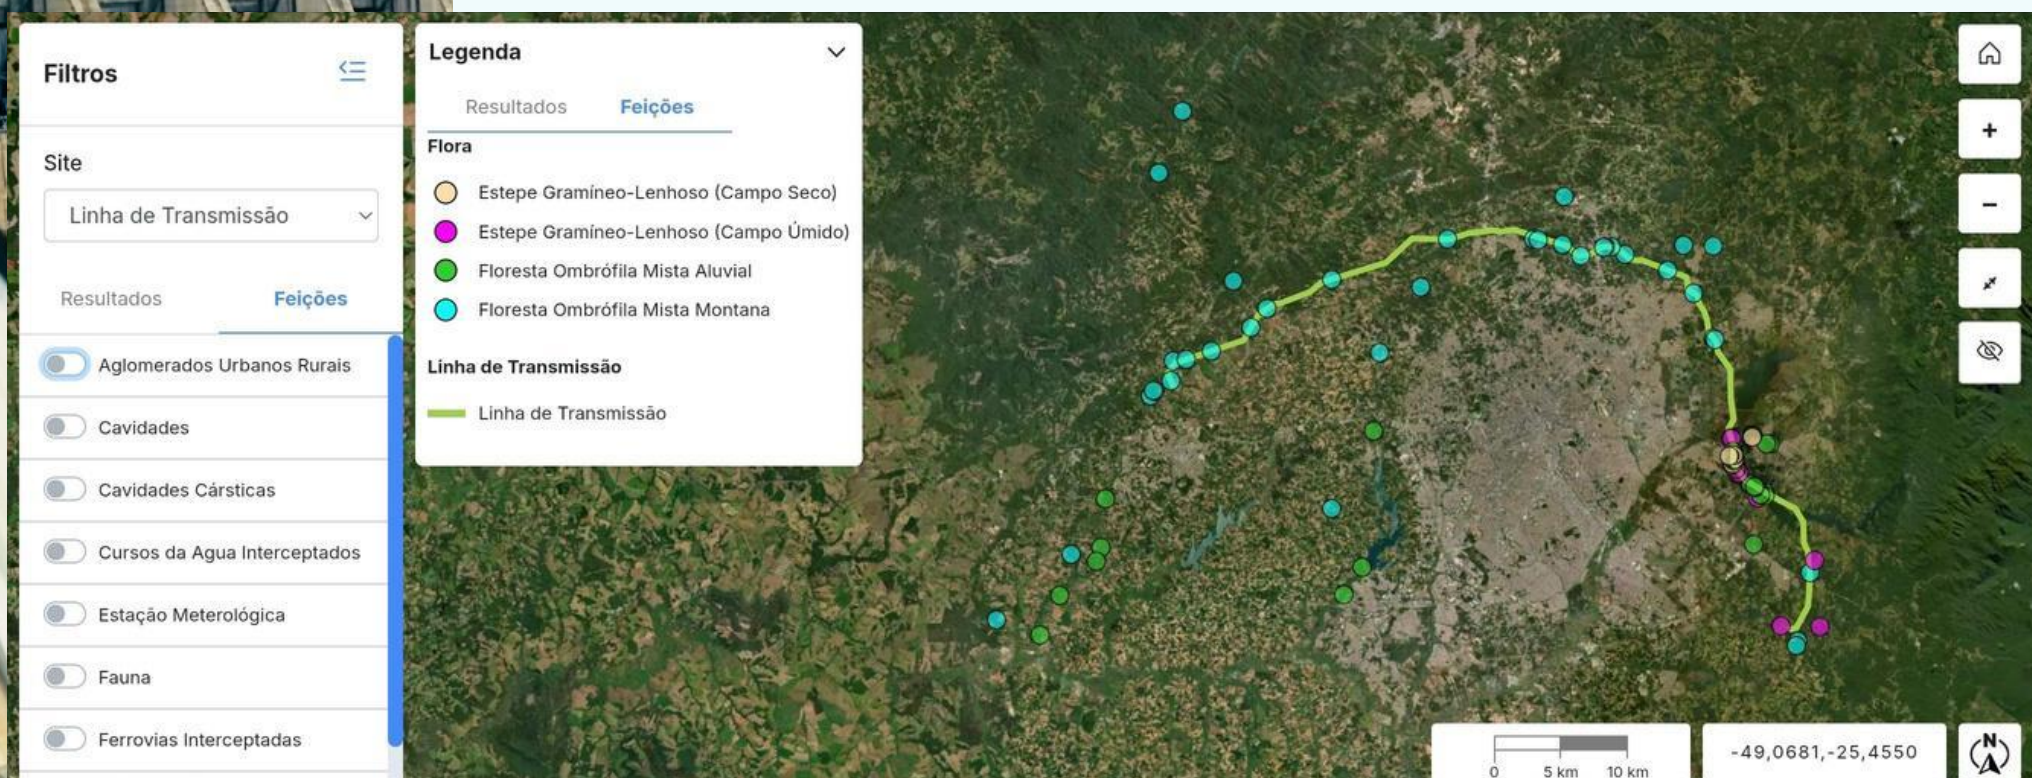 Filtros
Site
Linha de Transmissão
Resultados
Feições
Aglomerados Urbanos Rurais
Cavidades
Cavidades Cársticas
Cursos da Agua Interceptados
Estação Meterológica
Fauna
Ferrovias Interceptadas
Legenda
Resultados
Feições
Flora
Estepe Gramíneo-Lenhoso (Campo Seco)
Estepe Gramíneo-Lenhoso (Campo Úmido)
Floresta Ombrófila Mista Aluvial
Floresta Ombrófila Mista Montana
Linha de Transmissão
Linha de Transmissão
+
−
0 5 km 10 km
-49,0681,-25,4550
N